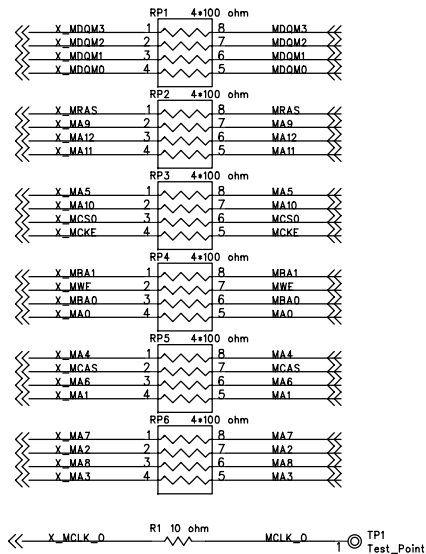 RP1 4*100 ohm
X_MDQM3 1 8 MDQM3
X_MDQM2 2 7 MDQM2
X_MDQM1 3 6 MDQM1
X_MDQM0 4 5 MDQM0
RP2 4*100 ohm
X_MRAS 1 8 MRAS
X_MA9 2 7 MA9
X_MA12 3 6 MA12
X_MA11 4 5 MA11
RP3 4*100 ohm
X_MA5 1 8 MA5
X_MA10 2 7 MA10
X_MCS0 3 6 MCS0
X_MCKE 4 5 MCKE
RP4 4*100 ohm
X_MBA1 1 8 MBA1
X_MWE 2 7 MWE
X_MBA0 3 6 MBA0
X_MA0 4 5 MA0
RP5 4*100 ohm
X_MA4 1 8 MA4
X_MCAS 2 7 MCAS
X_MA6 3 6 MA6
X_MA1 4 5 MA1
RP6 4*100 ohm
X_MA7 1 8 MA7
X_MA2 2 7 MA2
X_MA8 3 6 MA8
X_MA3 4 5 MA3
R1 10 ohm
X_MCLK_0 MCLK_0 1 TP1
Test_Point